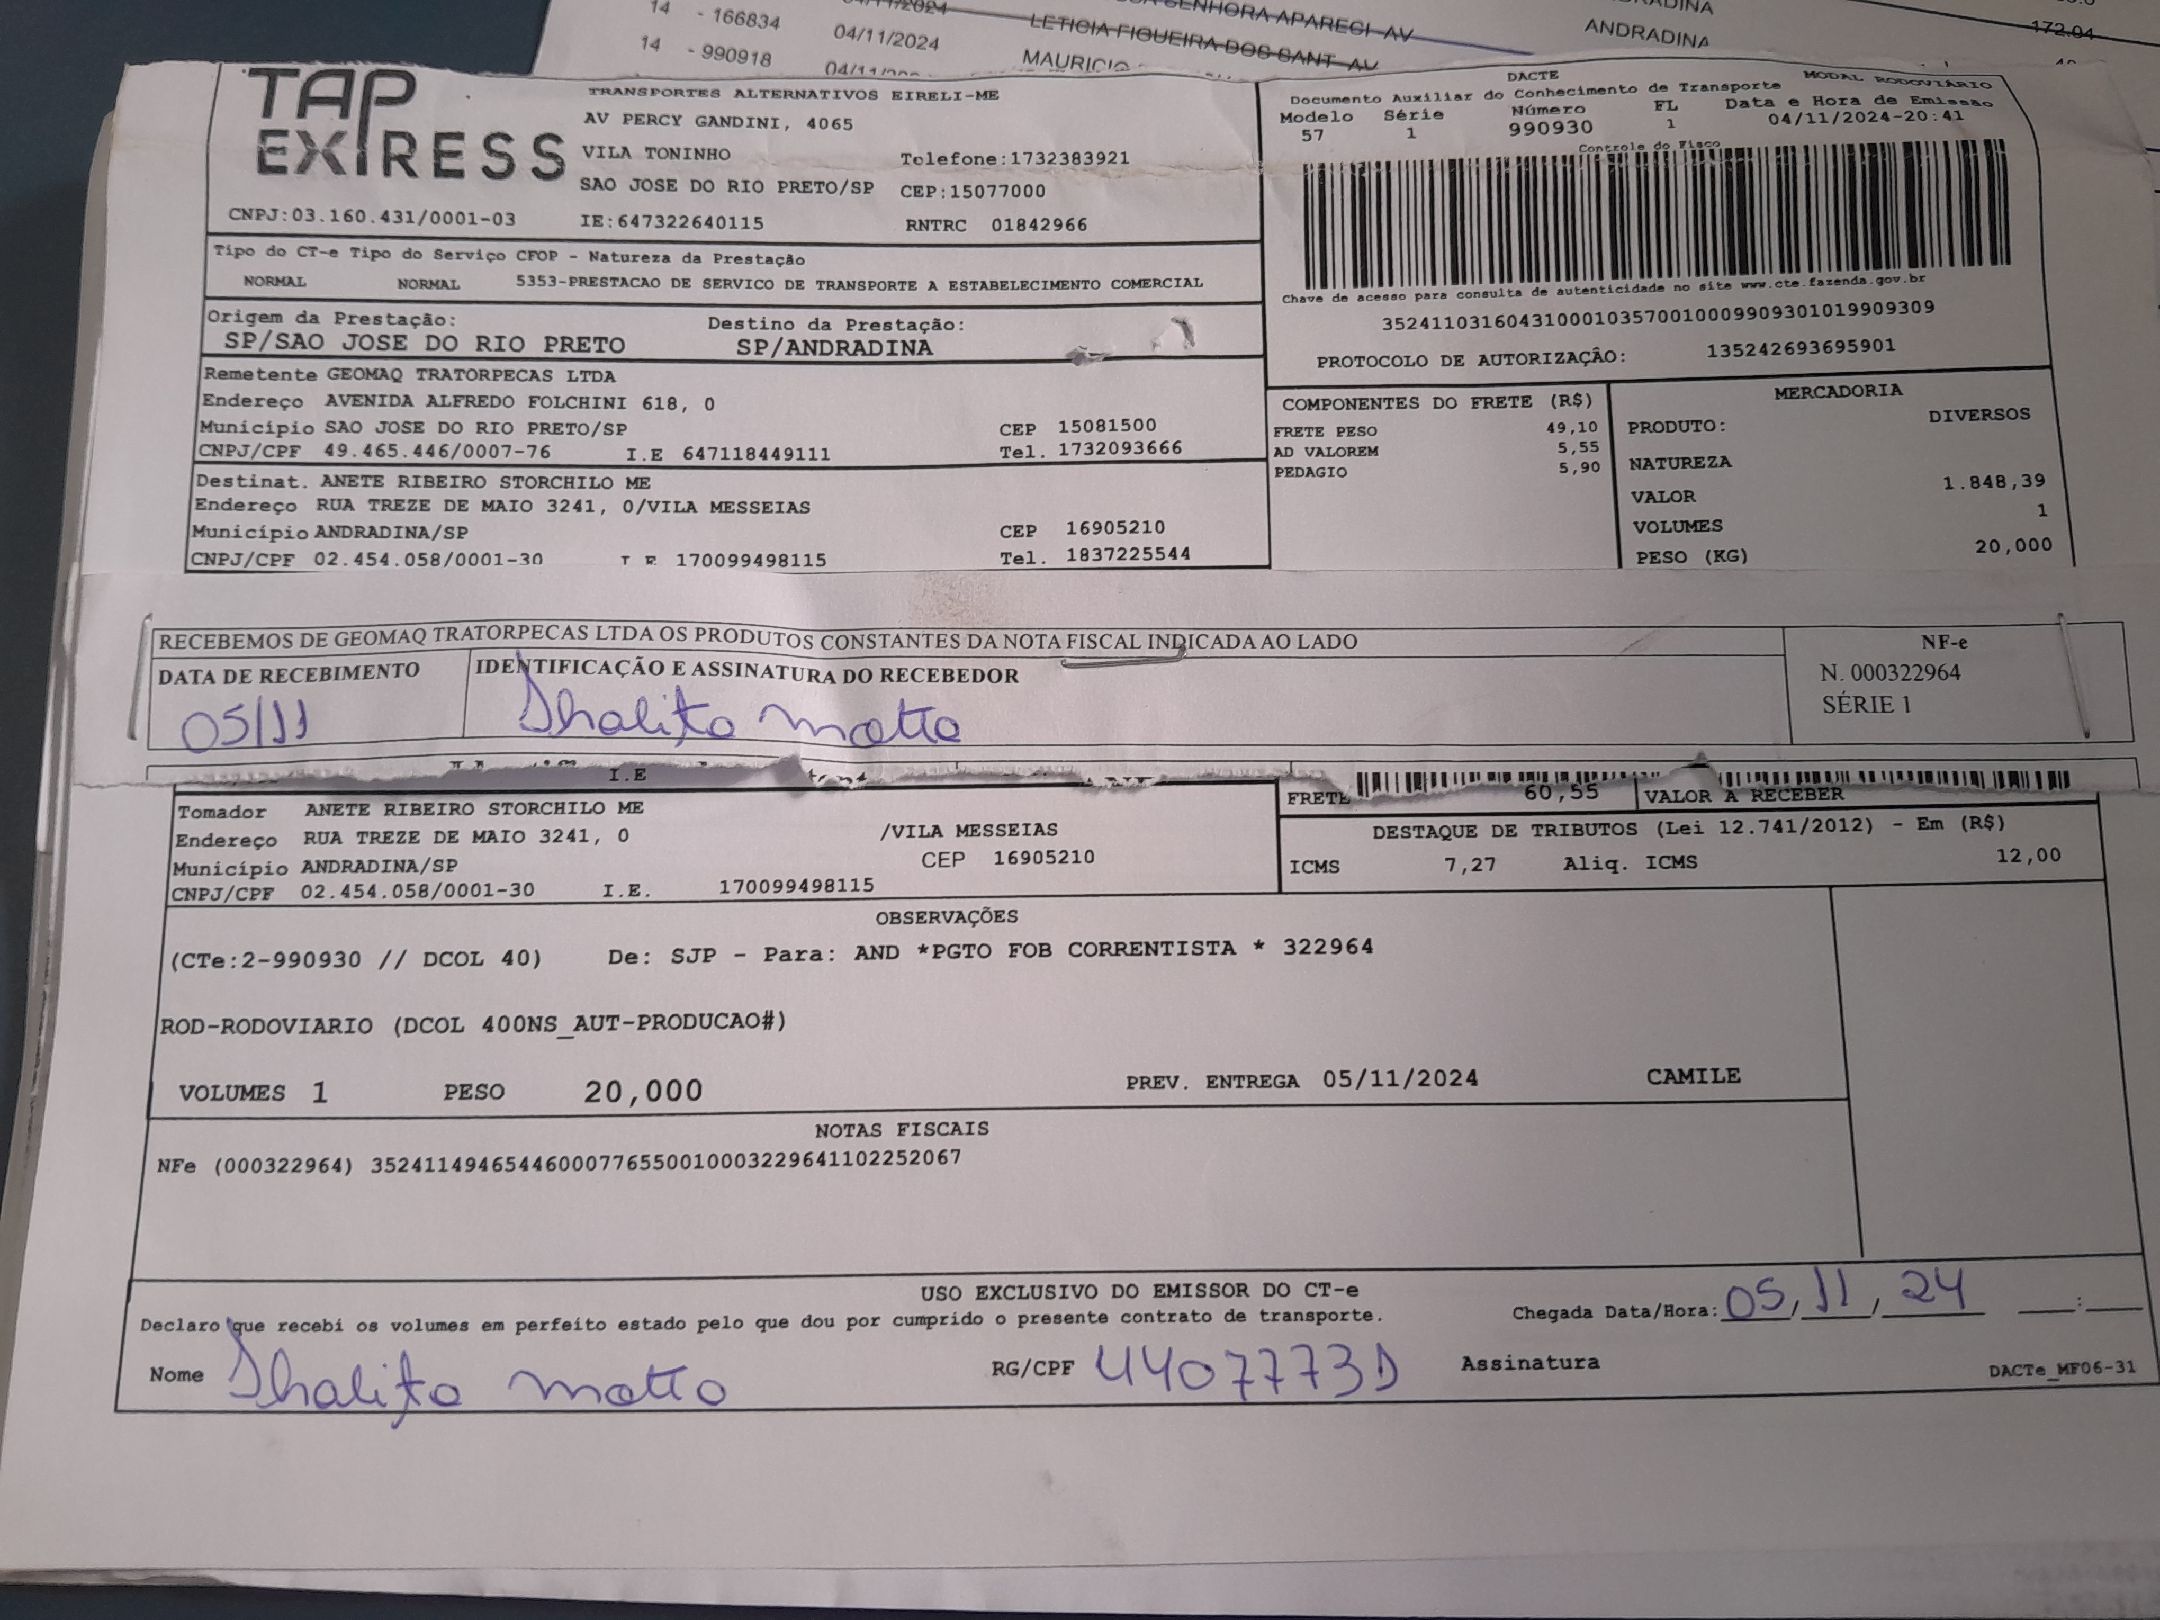 14 - 166834 04/11/2024 LETICIA FIGUEIRA DOS SANT-AV ANDRADINA 172.04
14 - 990918 MAURICIO
TAP EXPRESS
TRANSPORTES ALTERNATIVOS EIRELI-ME
AV PERCY GANDINI, 4065
VILA TONINHO Telefone:1732383921
SAO JOSE DO RIO PRETO/SP CEP:15077000
CNPJ:03.160.431/0001-03 IE:647322640115 RNTRC 01842966
DACTE MODAL RODOVIÁRIO
Documento Auxiliar do Conhecimento de Transporte
Modelo Série Número FL Data e Hora de Emissão
57 1 990930 1 04/11/2024-20:41
Controle do Fisco
Chave de acesso para consulta de autenticidade no site www.cte.fazenda.gov.br
35241103160431000103570010009909301019909309
PROTOCOLO DE AUTORIZAÇÃO: 135242693695901
Tipo do CT-e Tipo do Serviço CFOP - Natureza da Prestação
NORMAL NORMAL 5353-PRESTACAO DE SERVICO DE TRANSPORTE A ESTABELECIMENTO COMERCIAL
Origem da Prestação: Destino da Prestação:
SP/SAO JOSE DO RIO PRETO SP/ANDRADINA
Remetente GEOMAQ TRATORPECAS LTDA
Endereço AVENIDA ALFREDO FOLCHINI 618, 0
Município SAO JOSE DO RIO PRETO/SP CEP 15081500
CNPJ/CPF 49.465.446/0007-76 I.E 647118449111 Tel. 1732093666
Destinat. ANETE RIBEIRO STORCHILO ME
Endereço RUA TREZE DE MAIO 3241, 0/VILA MESSEIAS
Município ANDRADINA/SP CEP 16905210
CNPJ/CPF 02.454.058/0001-30 I E 170099498115 Tel. 1837225544
COMPONENTES DO FRETE (R$)
FRETE PESO 49,10
AD VALOREM 5,55
PEDAGIO 5,90
MERCADORIA
PRODUTO: DIVERSOS
NATUREZA
VALOR 1.848,39
VOLUMES 1
PESO (KG) 20,000
RECEBEMOS DE GEOMAQ TRATORPECAS LTDA OS PRODUTOS CONSTANTES DA NOTA FISCAL INDICADA AO LADO
DATA DE RECEBIMENTO IDENTIFICAÇÃO E ASSINATURA DO RECEBEDOR
05/11 Thalita Motta
NF-e
N. 000322964
SÉRIE 1
I.E
Tomador ANETE RIBEIRO STORCHILO ME
Endereço RUA TREZE DE MAIO 3241, 0 /VILA MESSEIAS
Município ANDRADINA/SP CEP 16905210
CNPJ/CPF 02.454.058/0001-30 I.E. 170099498115
FRETE 60,55 VALOR A RECEBER
DESTAQUE DE TRIBUTOS (Lei 12.741/2012) - Em (R$)
ICMS 7,27 Aliq. ICMS 12,00
OBSERVAÇÕES
(CTe:2-990930 // DCOL 40) De: SJP - Para: AND *PGTO FOB CORRENTISTA * 322964
ROD-RODOVIARIO (DCOL 400NS_AUT-PRODUCAO#)
VOLUMES 1 PESO 20,000 PREV. ENTREGA 05/11/2024 CAMILE
NOTAS FISCAIS
NFe (000322964) 35241149465446000776550010003229641102252067
USO EXCLUSIVO DO EMISSOR DO CT-e
Declaro que recebi os volumes em perfeito estado pelo que dou por cumprido o presente contrato de transporte. Chegada Data/Hora: 05/11/24 __:__
Nome Thalita Motta RG/CPF 44077731 Assinatura DACTe_MF06-31